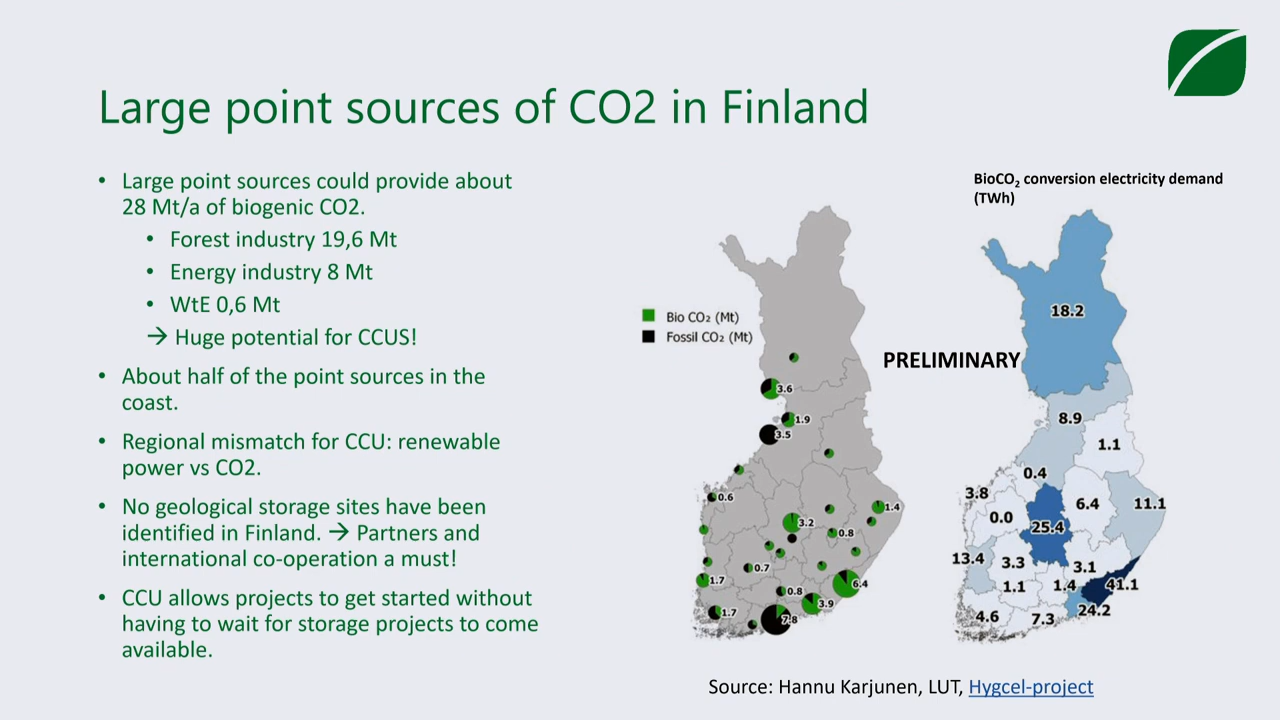 Large point sources of CO2 in Finland
• Large point sources could provide about
28 Mt/a of biogenic CO2.
• Forest industry 19,6 Mt
• Energy industry 8 Mt
• WtE 0,6 Mt
→ Huge potential for CCUS!
• About half of the point sources in the
coast.
• Regional mismatch for CCU: renewable
power vs CO2.
• No geological storage sites have been
identified in Finland. → Partners and
international co-operation a must!
• CCU allows projects to get started without
having to wait for storage projects to come
available.
Bio CO₂ (Mt)
Fossil CO₂ (Mt)
3.6
1.9
3.5
0.6
1.4
3.2
0.8
0.7
1.7
6.4
0.8
3.9
1.7
7.8
BioCO₂ conversion electricity demand
(TWh)
PRELIMINARY
18.2
8.9
1.1
0.4
3.8
6.4
11.1
0.0
25.4
13.4
3.3
3.1
1.1
1.4
41.1
4.6
7.3
24.2
Source: Hannu Karjunen, LUT, Hygcel-project